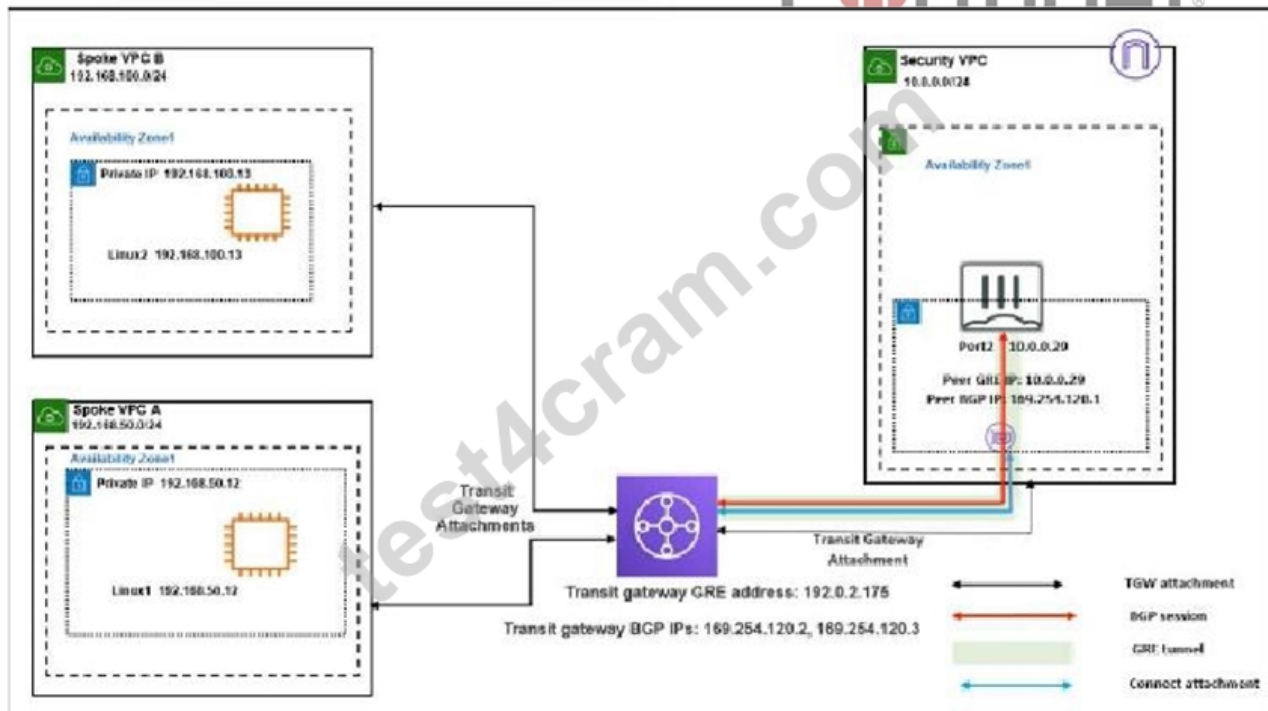 Spoke VPC B
192.168.100.0/24
Availability Zone1
Private IP 192.168.100.13
Linux2 192.168.100.13
Spoke VPC A
192.168.50.0/24
Availability Zone1
Private IP 192.168.50.12
Linux1 192.168.50.12
Transit
Gateway
Attachments
Transit gateway GRE address: 192.0.2.175
Transit gateway BGP IPs: 169.254.120.2, 169.254.120.3
Security VPC
10.0.0.0/24
Availability Zone1
Port2 10.0.0.29
Peer GRE IP: 10.0.0.29
Peer BGP IP: 169.254.120.1
Transit Gateway
Attachment
TGW attachment
BGP session
GRE tunnel
Connect attachment
test4cram.com